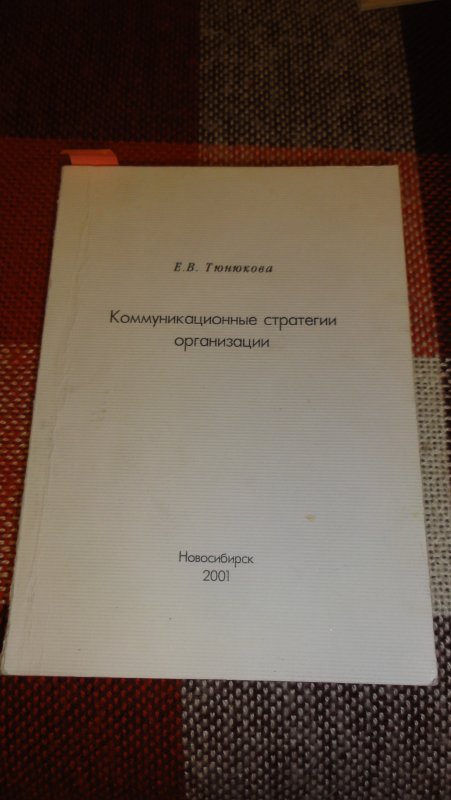 Е.В. Тюнюкова
Коммуникационные стратегии
организации
Новосибирск
2001